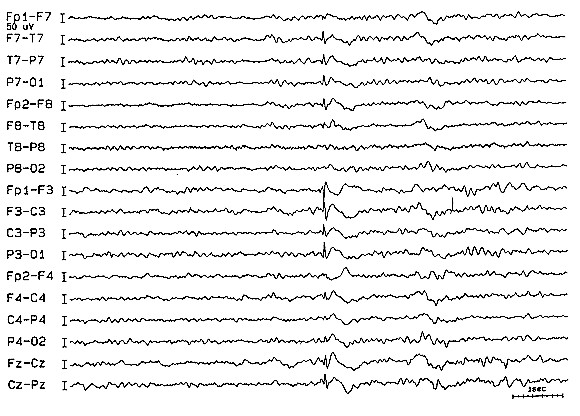 Fp1-F7
50 uV
F7-T7
T7-P7
P7-O1
Fp2-F8
F8-T8
T8-P8
P8-O2
Fp1-F3
F3-C3
C3-P3
P3-O1
Fp2-F4
F4-C4
C4-P4
P4-O2
Fz-Cz
Cz-Pz
1sec